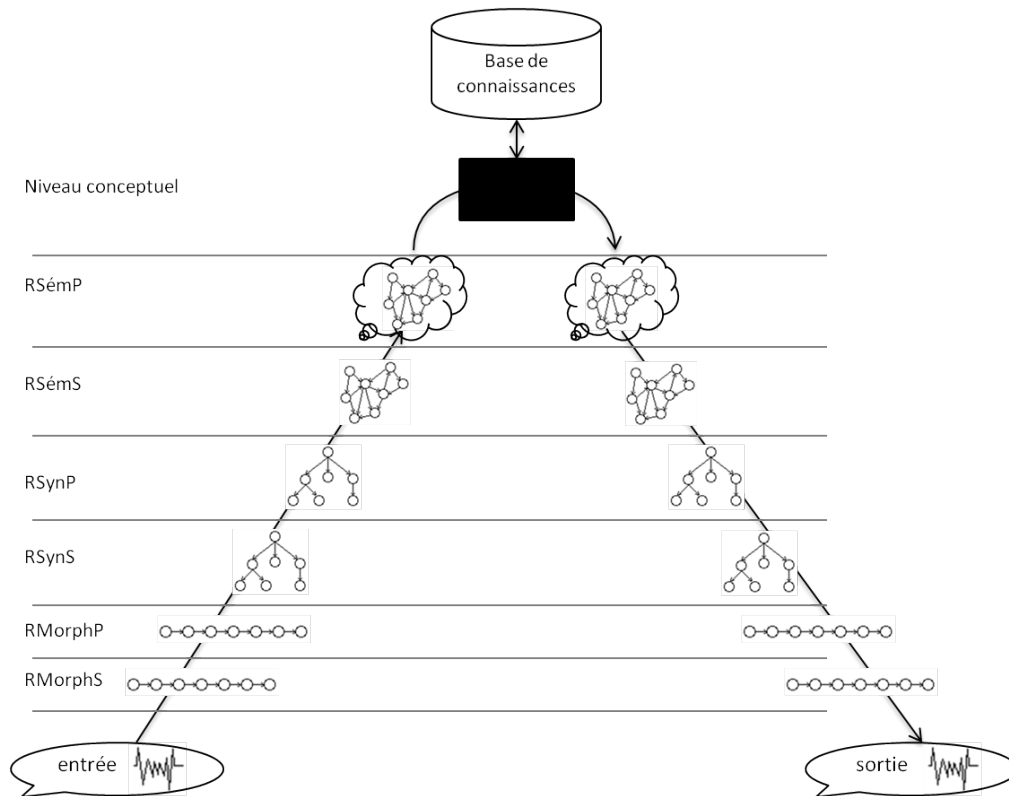 Base de
connaissances
Niveau conceptuel
RSémP
RSémS
RSynP
RSynS
RMorphP
RMorphS
entrée
sortie